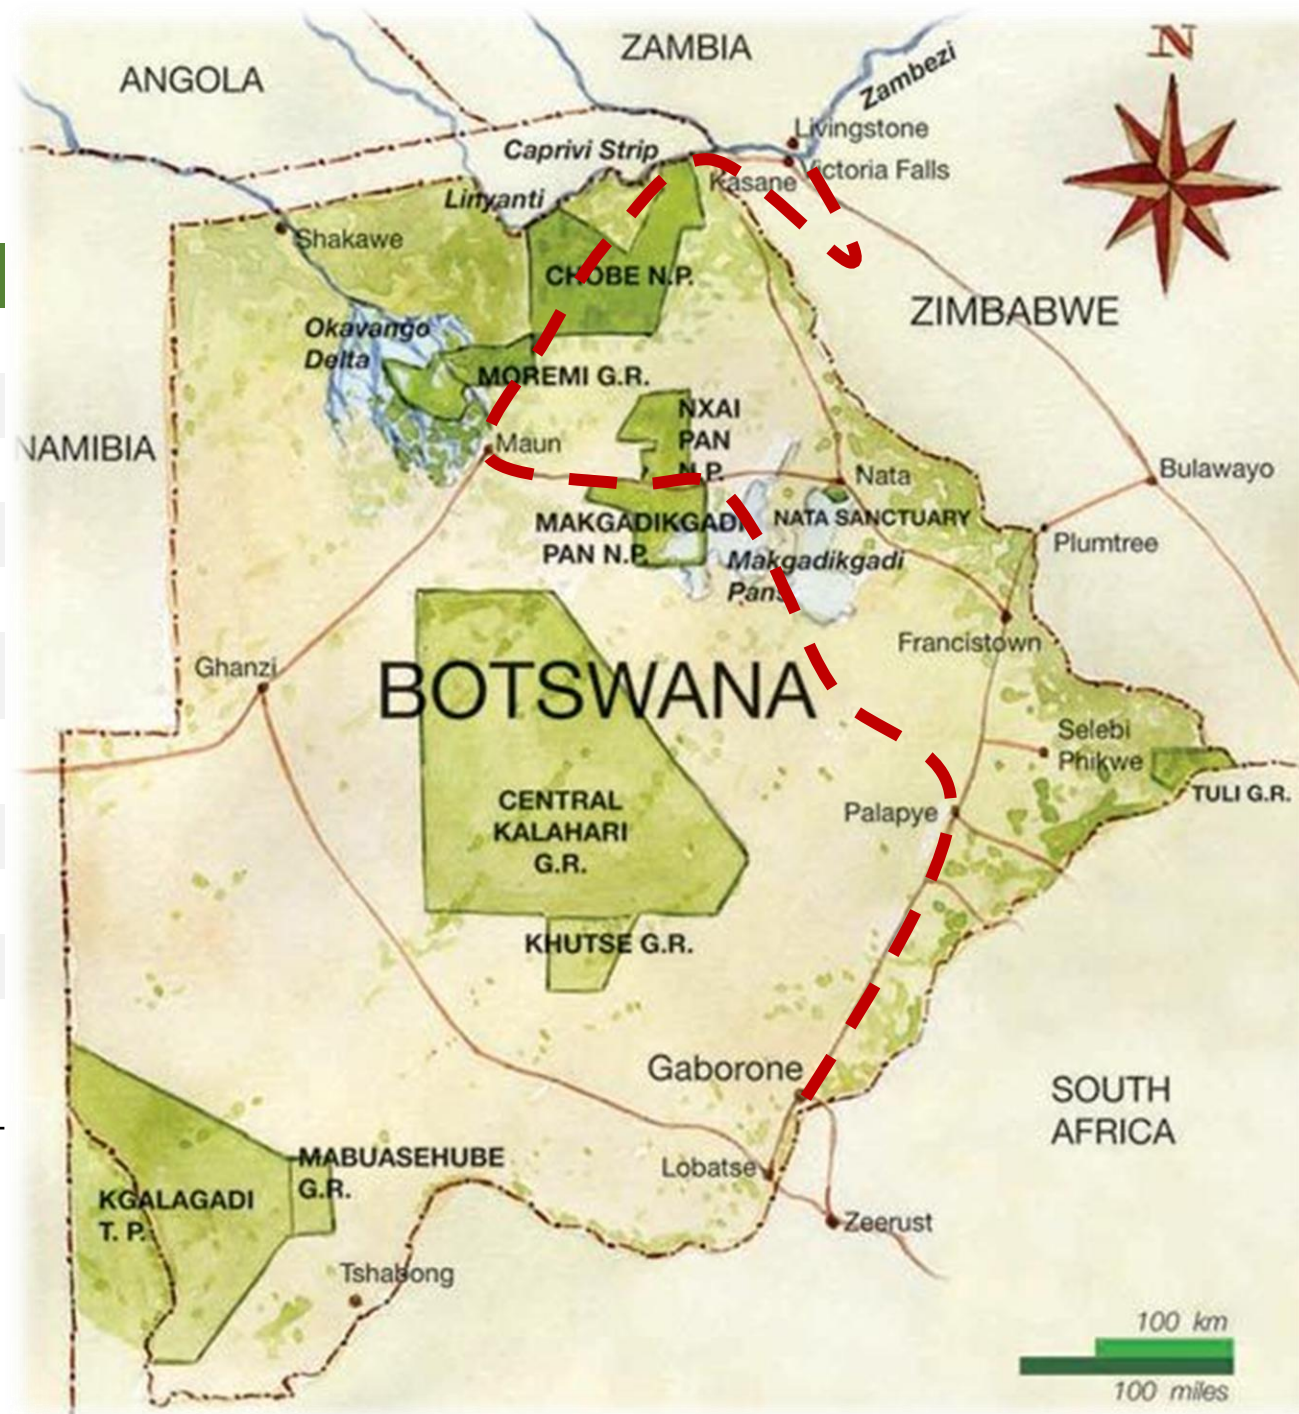 ZAMBIA
N
ANGOLA
Zambezi
Livingstone
Caprivi Strip
Victoria Falls
Kasane
Linyanti
Shakawe
CHOBE N.P.
ZIMBABWE
Okavango
Delta
MOREMI G.R.
NXAI
PAN
N.P.
NAMIBIA
Maun
Bulawayo
Nata
MAKGADIKGADI
PAN N.P.
NATA SANCTUARY
Plumtree
Makgadikgadi
Pans
Francistown
Ghanzi
BOTSWANA
Selebi
Phikwe
TULI G.R.
CENTRAL
KALAHARI
G.R.
Palapye
KHUTSE G.R.
Gaborone
SOUTH
AFRICA
MABUASEHUBE
G.R.
Lobatse
KGALAGADI
T. P.
Zeerust
Tshabong
100 km
100 miles